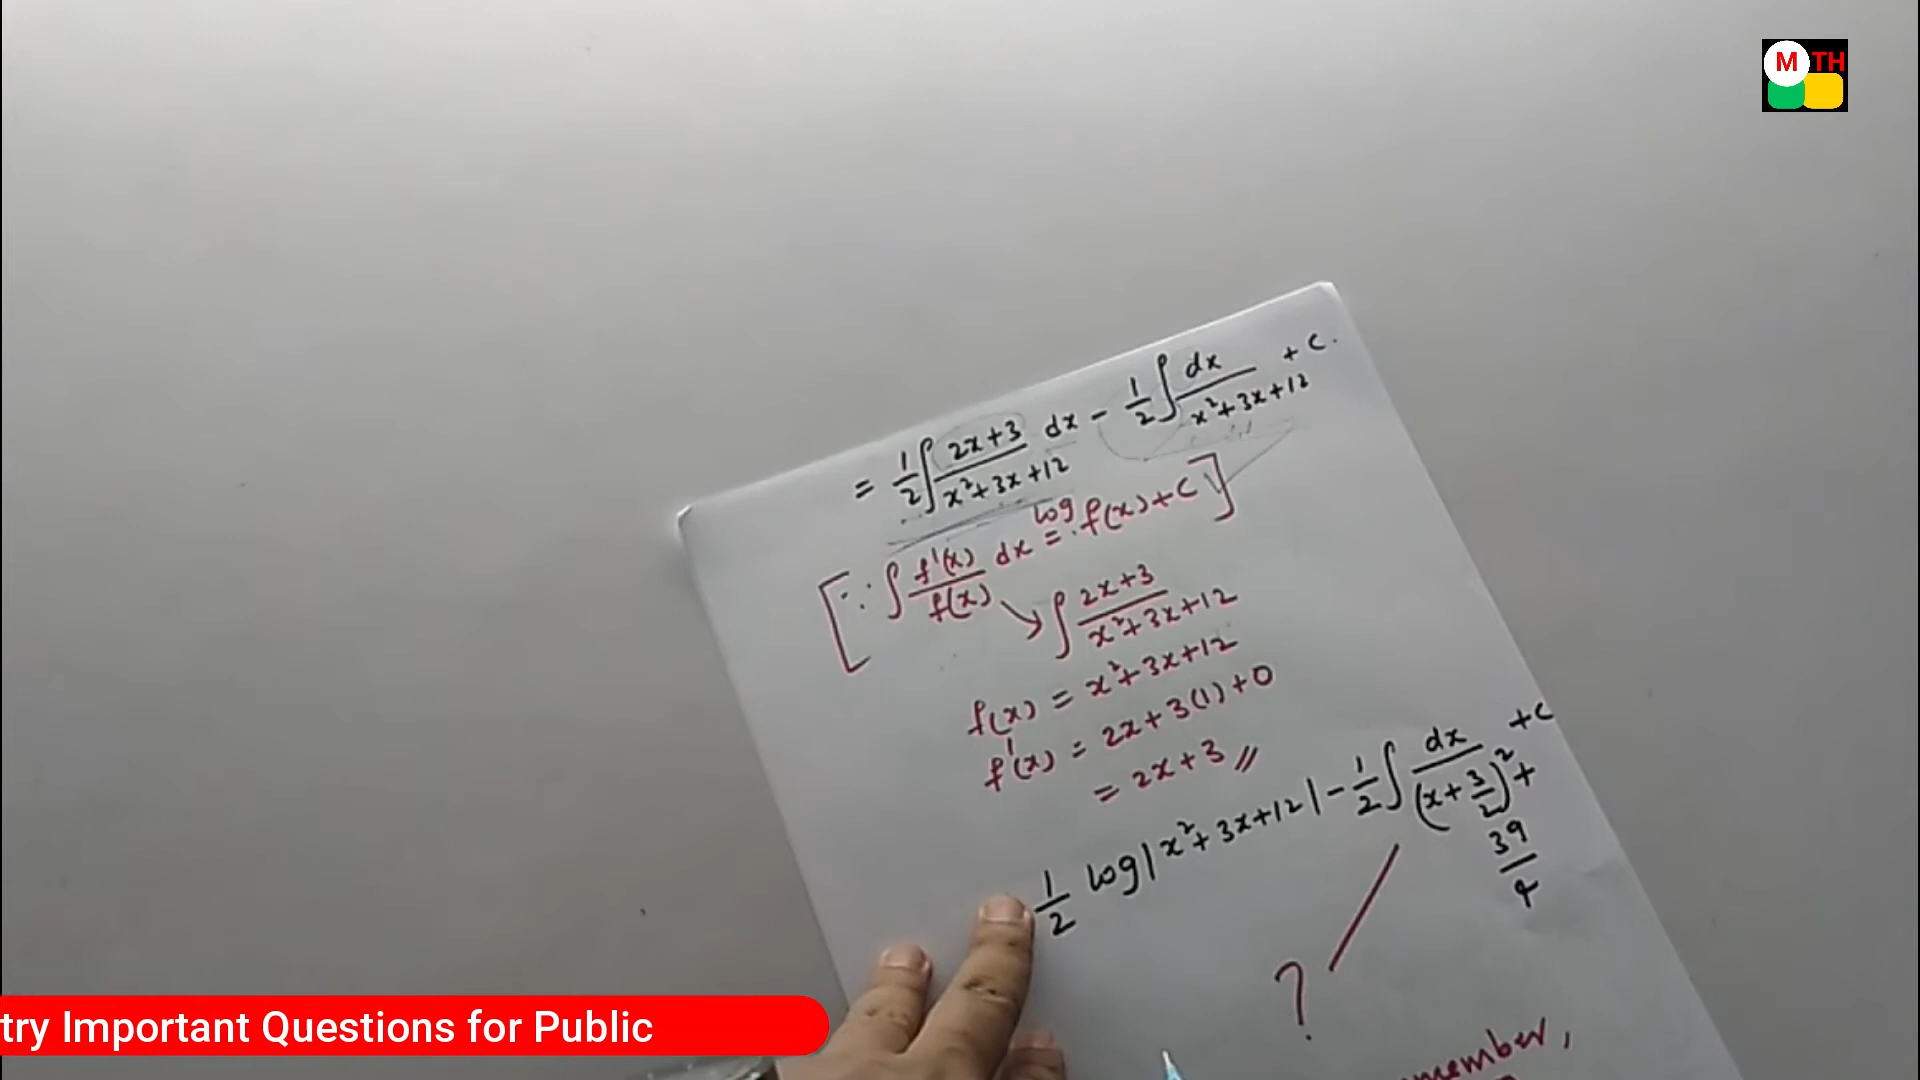 M TH
= 1/2 ∫ (2x+3)/(x²+3x+12) dx - 1/2 ∫ dx/(x²+3x+12) + c.
[∵ ∫ f'(x)/f(x) dx = log f(x) + c]
→ ∫ (2x+3)/(x²+3x+12)
f(x) = x²+3x+12
f'(x) = 2x+3(1)+0
= 2x+3 //
1/2 log|x²+3x+12| - 1/2 ∫ dx/((x+3/2)²+39/4) +c
?
try Important Questions for Public